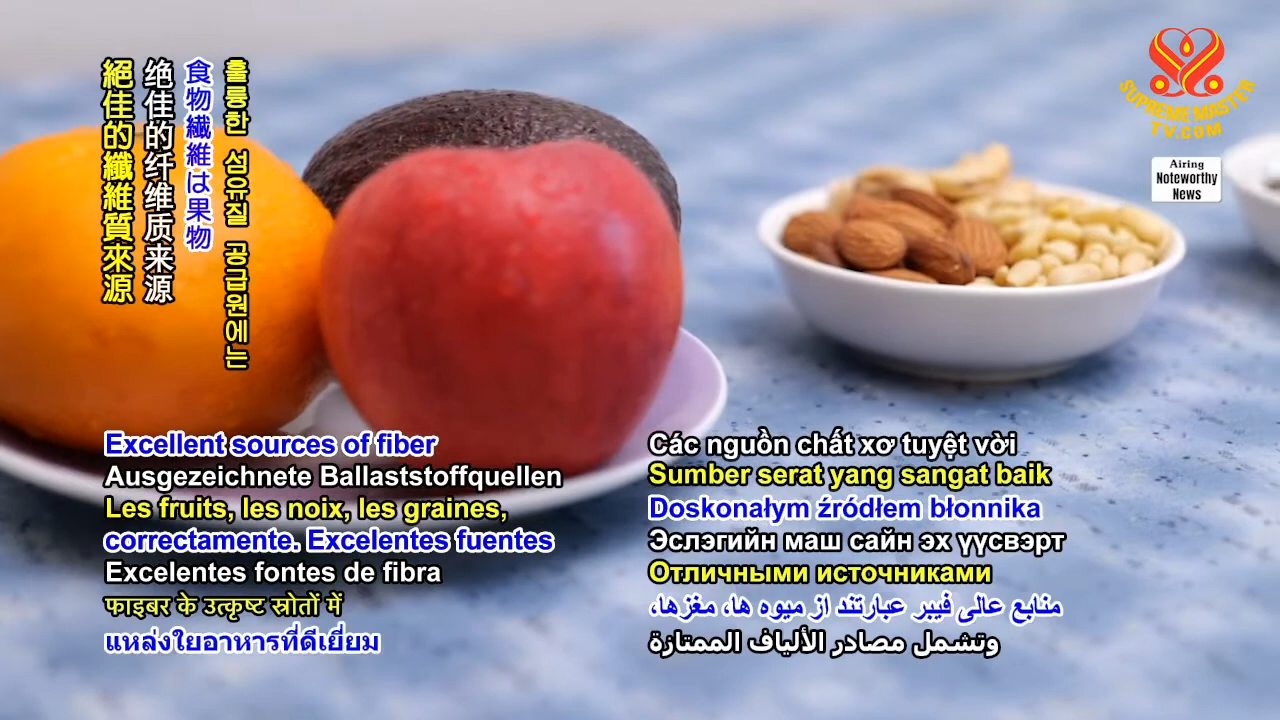 絕佳的纖維質來源
绝佳的纤维质来源
食物繊維は果物
훌륭한 섬유질 공급원에는
SUPREME MASTER
TV.COM
Airing
Noteworthy
News
Excellent sources of fiber
Ausgezeichnete Ballaststoffquellen
Les fruits, les noix, les graines,
correctamente. Excelentes fuentes
Excelentes fontes de fibra
फाइबर के उत्कृष्ट स्रोतों में
แหล่งใยอาหารที่ดีเยี่ยม
Các nguồn chất xơ tuyệt vời
Sumber serat yang sangat baik
Doskonałym źródłem błonnika
Эслэгийн маш сайн эх үүсвэрт
Отличными источниками
منابع عالی فیبر عبارتند از میوه ها، مغزها،
وتشمل مصادر الألياف الممتازة